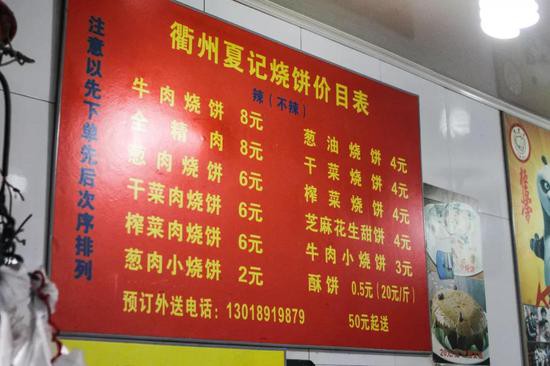 衢州夏记烧饼价目表
辣（不辣）
注意以先下单先后次序排列
牛肉烧饼 8元
全精肉 8元
葱肉烧饼 6元
干菜肉烧饼 6元
榨菜肉烧饼 6元
葱肉小烧饼 2元
葱油烧饼 4元
干菜烧饼 4元
榨菜烧饼 4元
芝麻花生甜饼 4元
牛肉小烧饼 3元
酥饼 0.5元（20元/斤）
预订外送电话：13018919879 50元起送